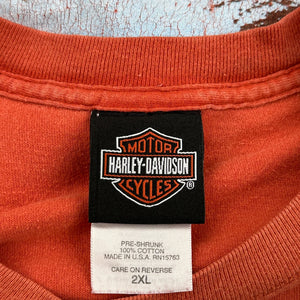 MOTOR
HARLEY-DAVIDSON
CYCLES
®
PRE-SHRUNK
100% COTTON
MADE IN U.S.A. RN15763
CARE ON REVERSE
2XL